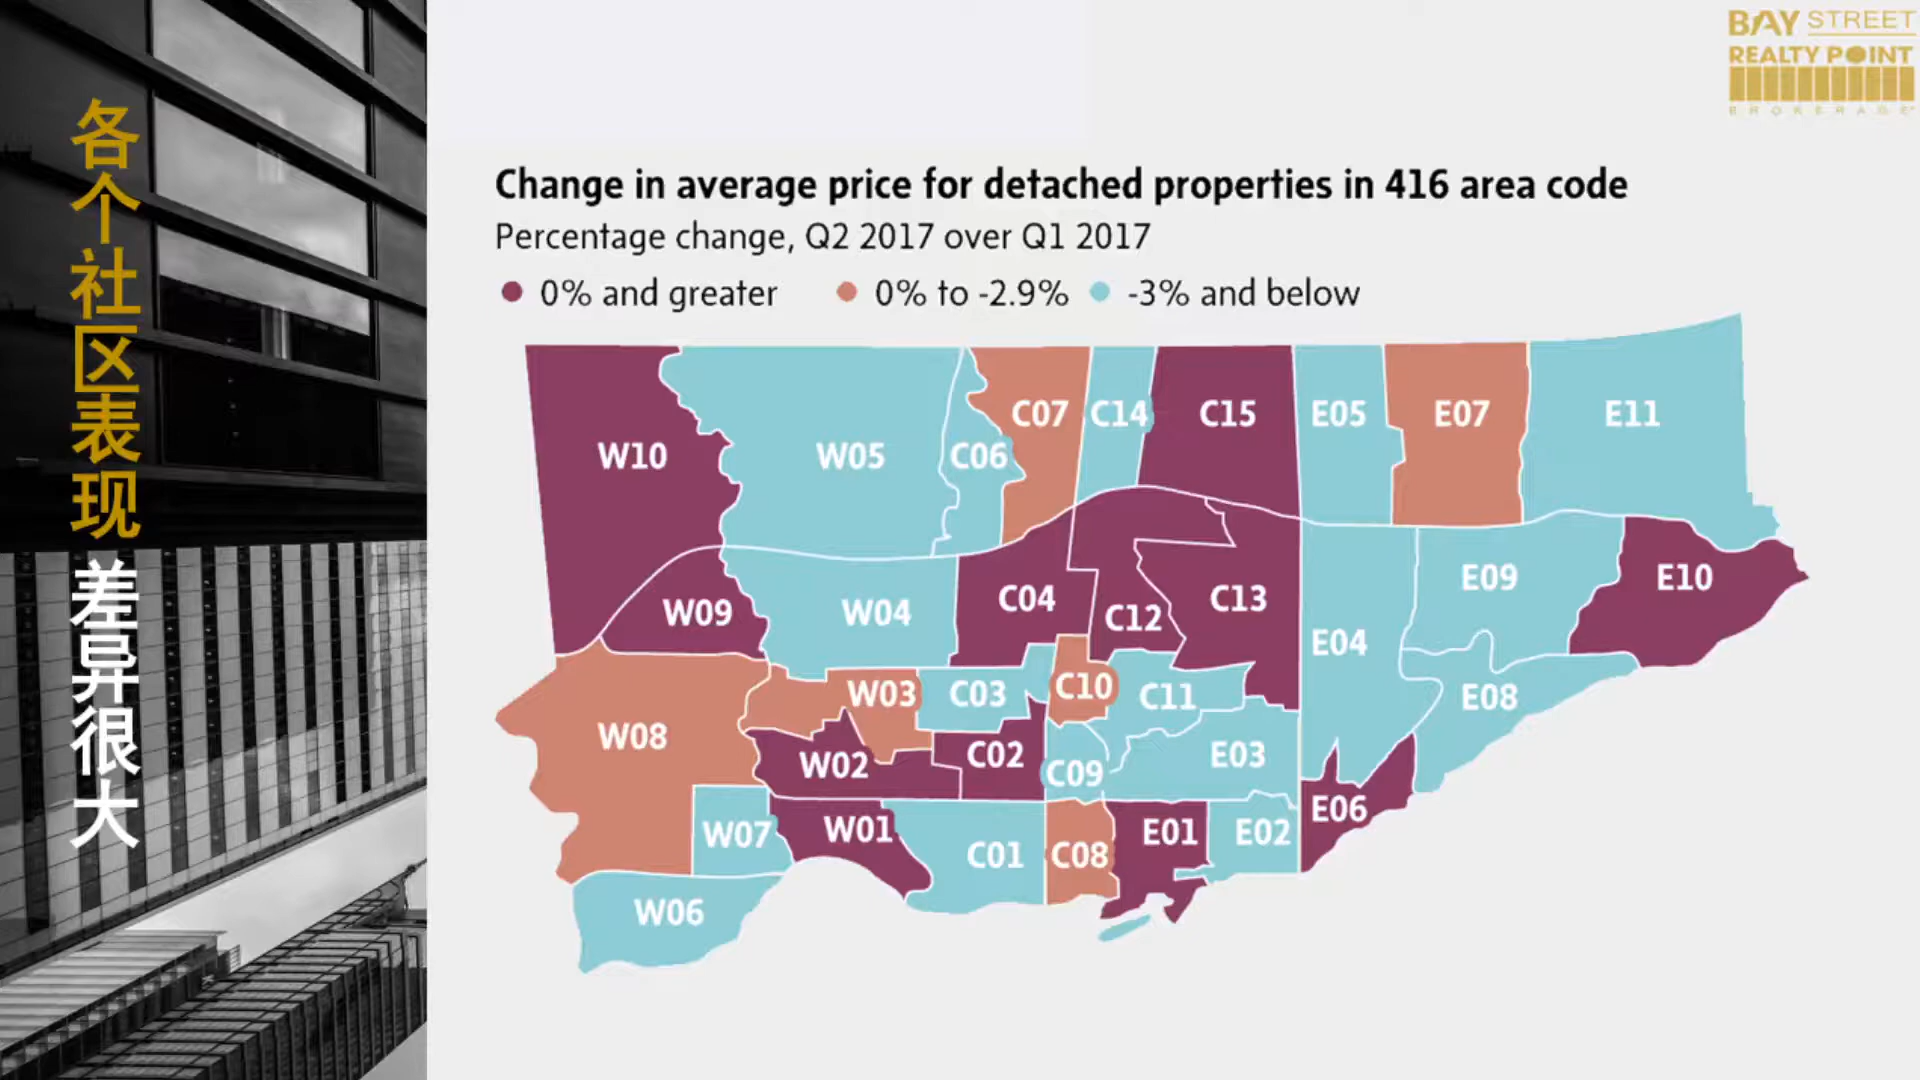 各个社区表现 差异很大
BAY STREET
REALTY POINT
BROKERAGE
Change in average price for detached properties in 416 area code
Percentage change, Q2 2017 over Q1 2017
0% and greater 0% to -2.9% -3% and below
C07 C14 C15 E05 E07 E11
W10 W05 C06
W09 W04 C04 C12 C13 E09 E10
E04
W03 C03 C10 C11 E08
W08 W02 C02 C09 E03
W07 W01 C01 C08 E01 E02 E06
W06